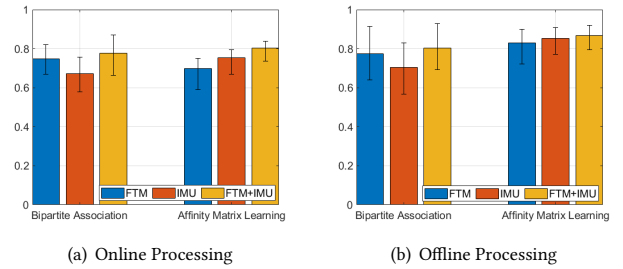 1
0.8
0.6
0.4
0.2
0
FTM IMU FTM+IMU
Bipartite Association Affinity Matrix Learning
(a) Online Processing
1
0.8
0.6
0.4
0.2
0
FTM IMU FTM+IMU
Bipartite Association Affinity Matrix Learning
(b) Offline Processing